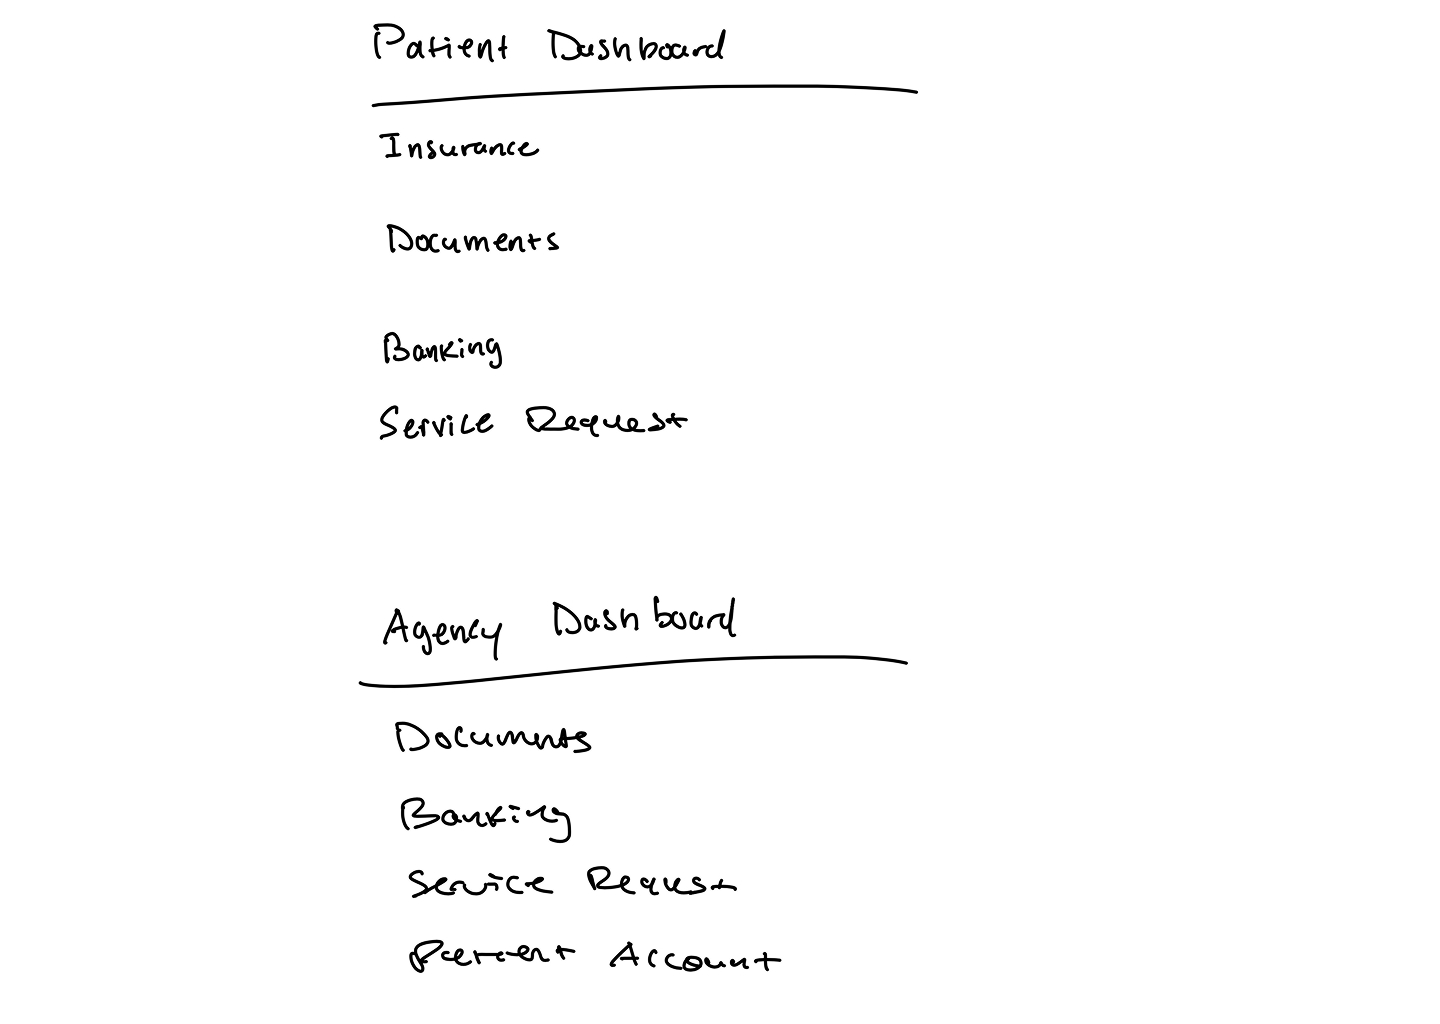 Patient Dashboard
Insurance
Documents
Banking
Service Request
Agency Dashboard
Documents
Banking
Service Request
Patient Account